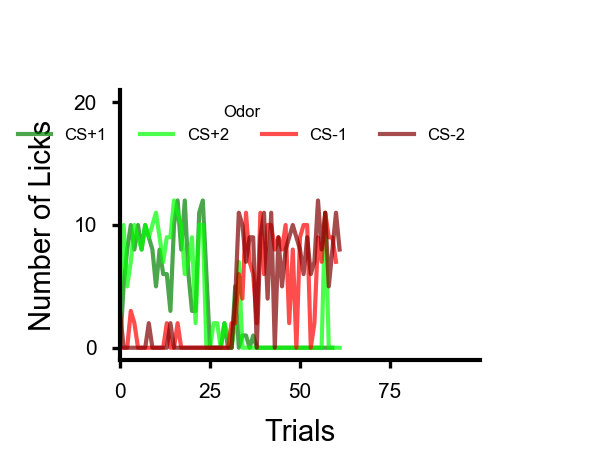 20
Odor
CS+1 CS+2 CS-1 CS-2
Number of Licks
10
0
0 25 50 75
Trials